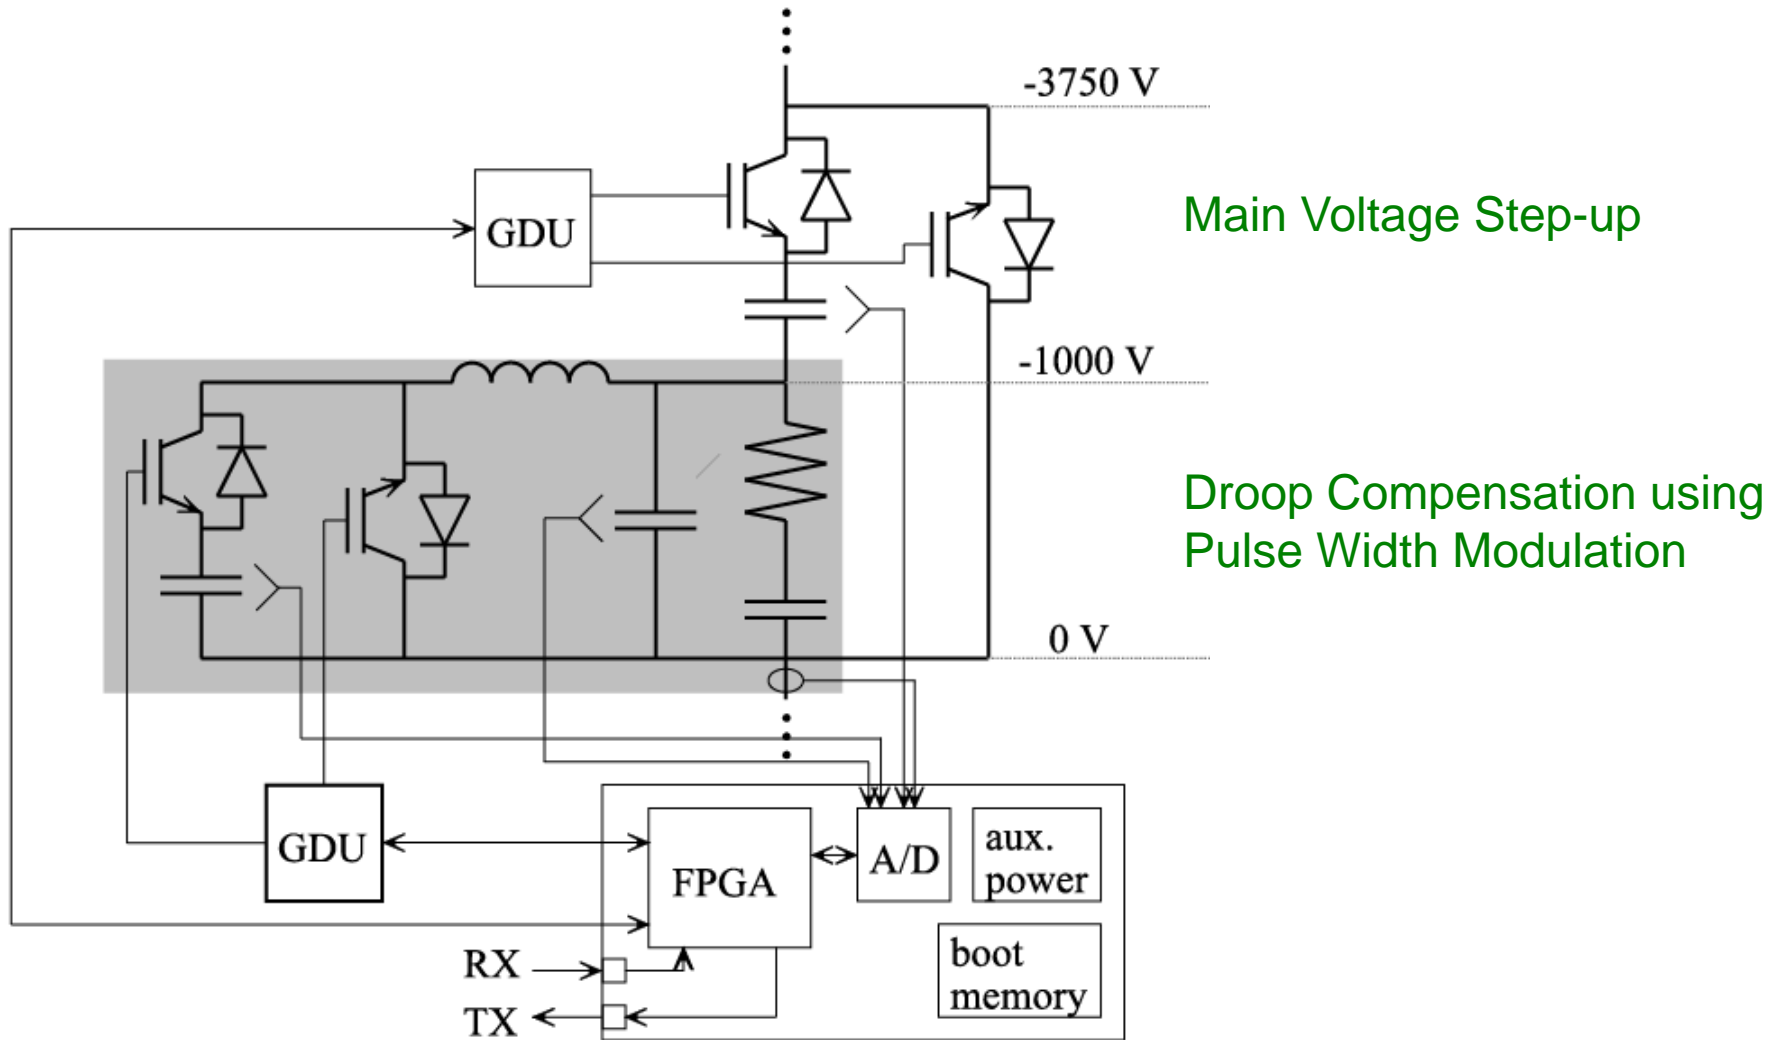 -3750 V
Main Voltage Step-up
GDU
-1000 V
Droop Compensation using
Pulse Width Modulation
0 V
GDU
FPGA
A/D
aux.
power
boot
memory
RX
TX